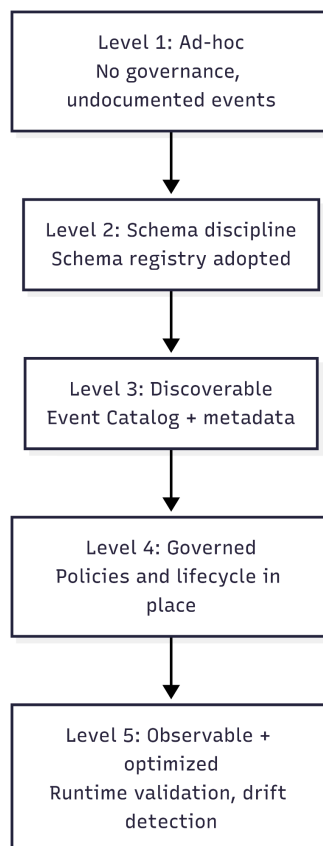 Level 1: Ad-hoc
No governance,
undocumented events
Level 2: Schema discipline
Schema registry adopted
Level 3: Discoverable
Event Catalog + metadata
Level 4: Governed
Policies and lifecycle in
place
Level 5: Observable +
optimized
Runtime validation, drift
detection